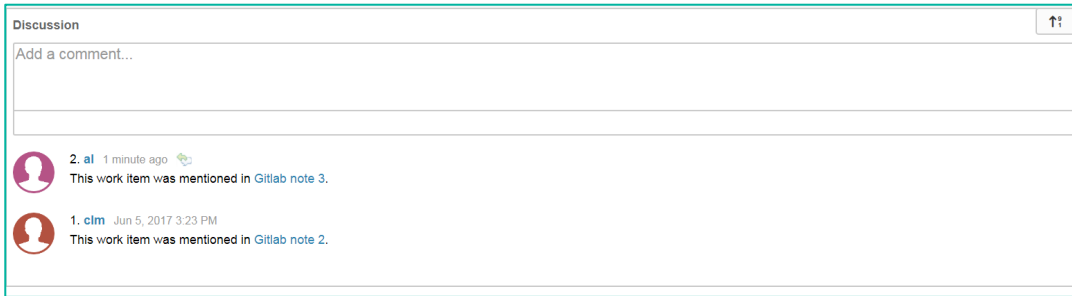 Discussion
Add a comment...
2. al 1 minute ago
This work item was mentioned in Gitlab note 3.
1. clm Jun 5, 2017 3:23 PM
This work item was mentioned in Gitlab note 2.